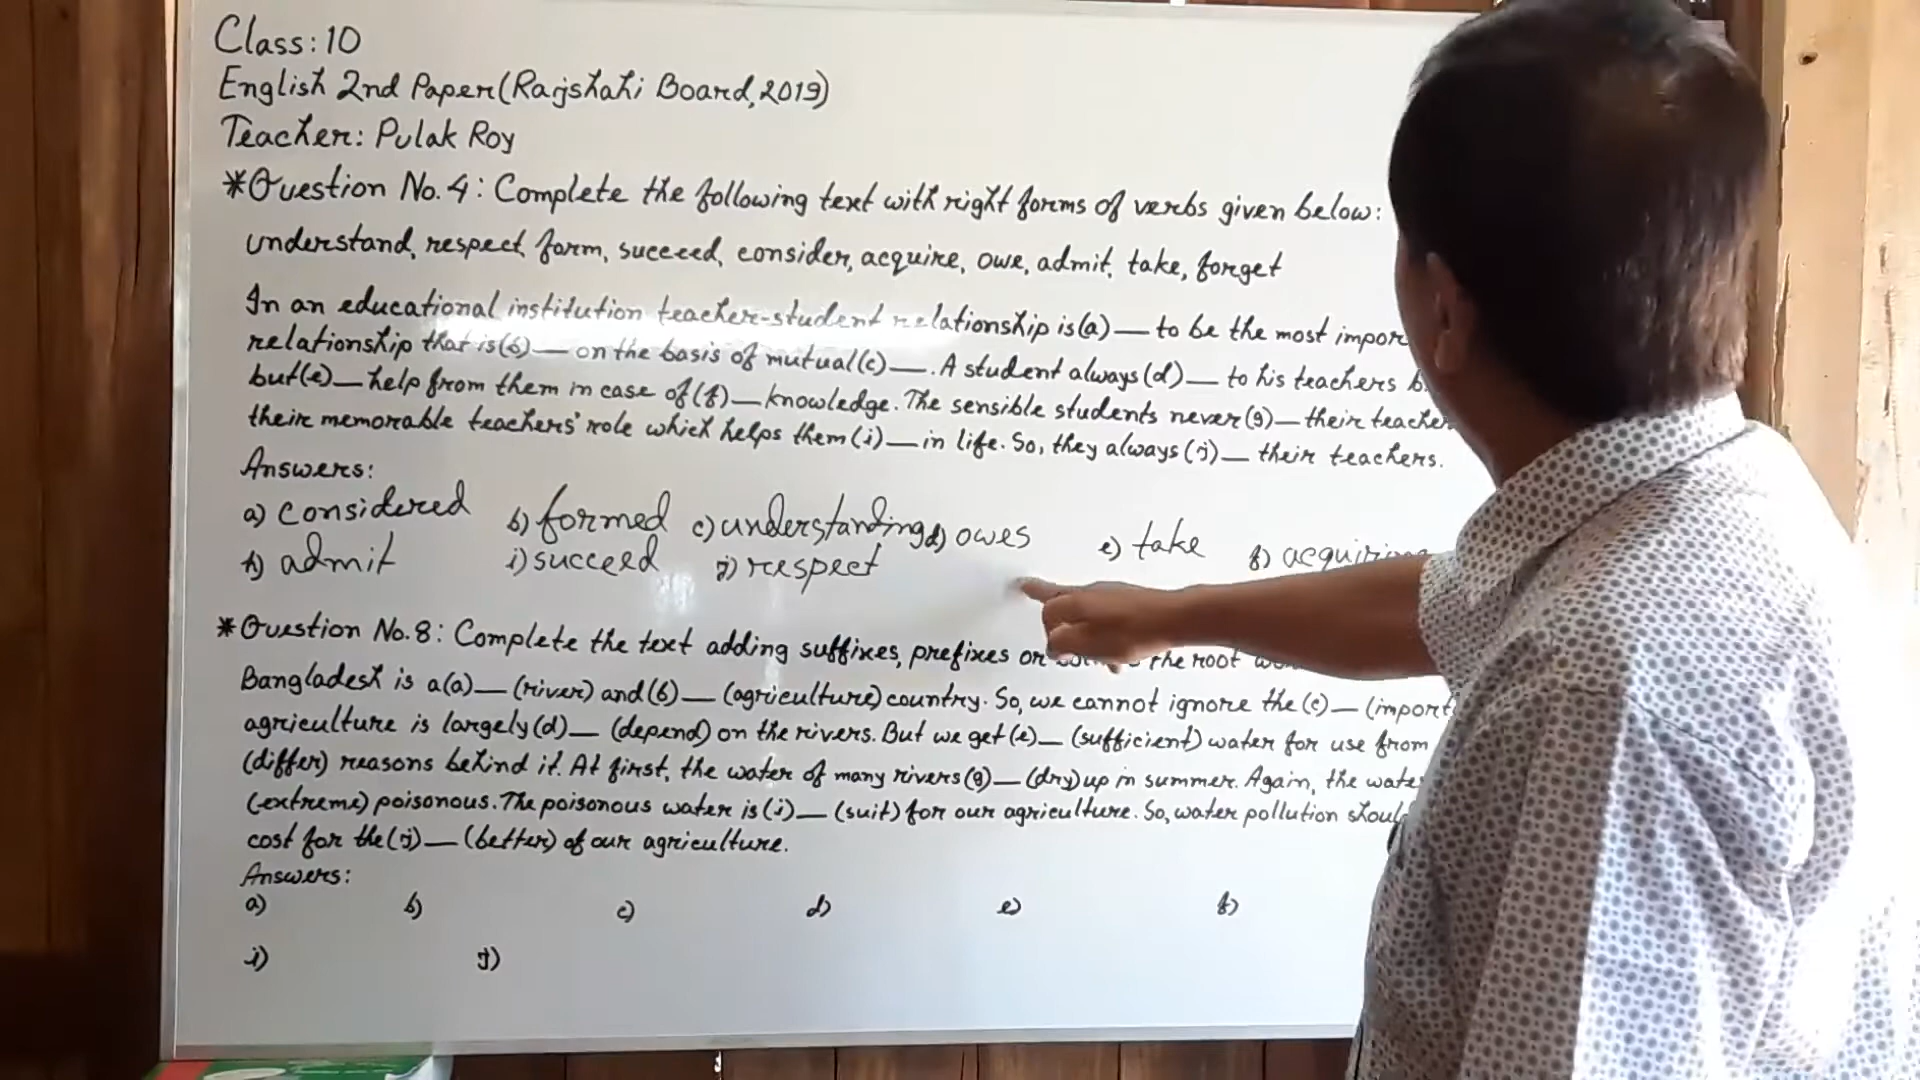 Class: 10
English 2nd Paper (Rajshahi Board, 2019)
Teacher: Pulak Roy
*Question No. 4: Complete the following text with right forms of verbs given below:
understand, respect, form, succeed, consider, acquire, owe, admit, take, forget
In an educational institution teacher-student relationship is (a) — to be the most
relationship that is (b) — on the basis of mutual (c) —. A student always (d) — to his teachers
but (e) — help from them in case of (f) — knowledge. The sensible students never (g) — their
their memorable teachers' role which helps them (i) — in life. So, they always (j) — their teachers.
Answers:
a) considered b) formed c) understanding d) owes e) take f)
h) admit i) succeed j) respect
*Question No. 8: Complete the text adding suffixes, prefixes or the root
Bangladesh is a (a) — (river) and (b) — (agriculture) country. So, we cannot ignore the (c) —
agriculture is largely (d) — (depend) on the rivers. But we get (e) — (sufficient) water for use from
(differ) reasons behind it. At first, the water of many rivers (g) — (dry) up in summer. Again, the
(extreme) poisonous. The poisonous water is (i) — (suit) for our agriculture. So, water pollution
cost for the (j) — (better) of our agriculture.
Answers:
a) b) c) d) e) f)
i) j)